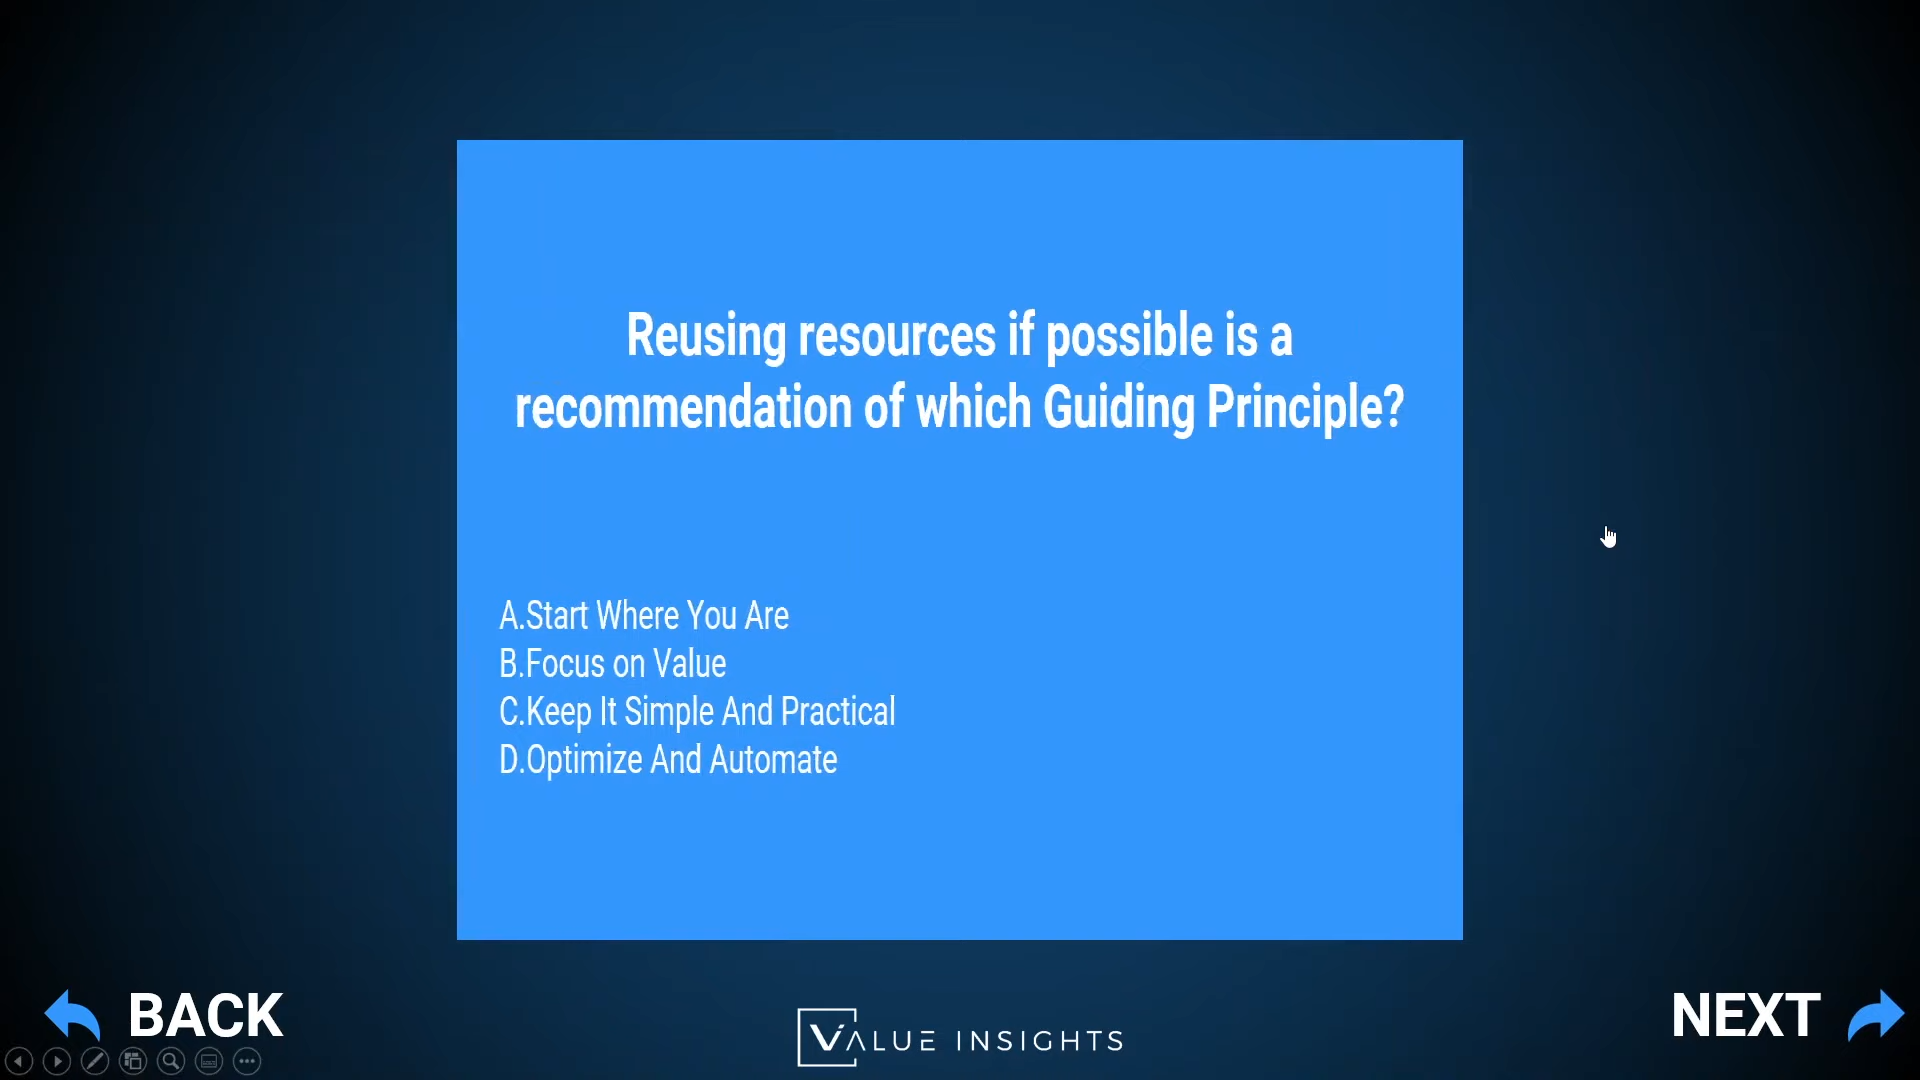 Reusing resources if possible is a
recommendation of which Guiding Principle?
A.Start Where You Are
B.Focus on Value
C.Keep It Simple And Practical
D.Optimize And Automate
BACK
NEXT
VALUE INSIGHTS